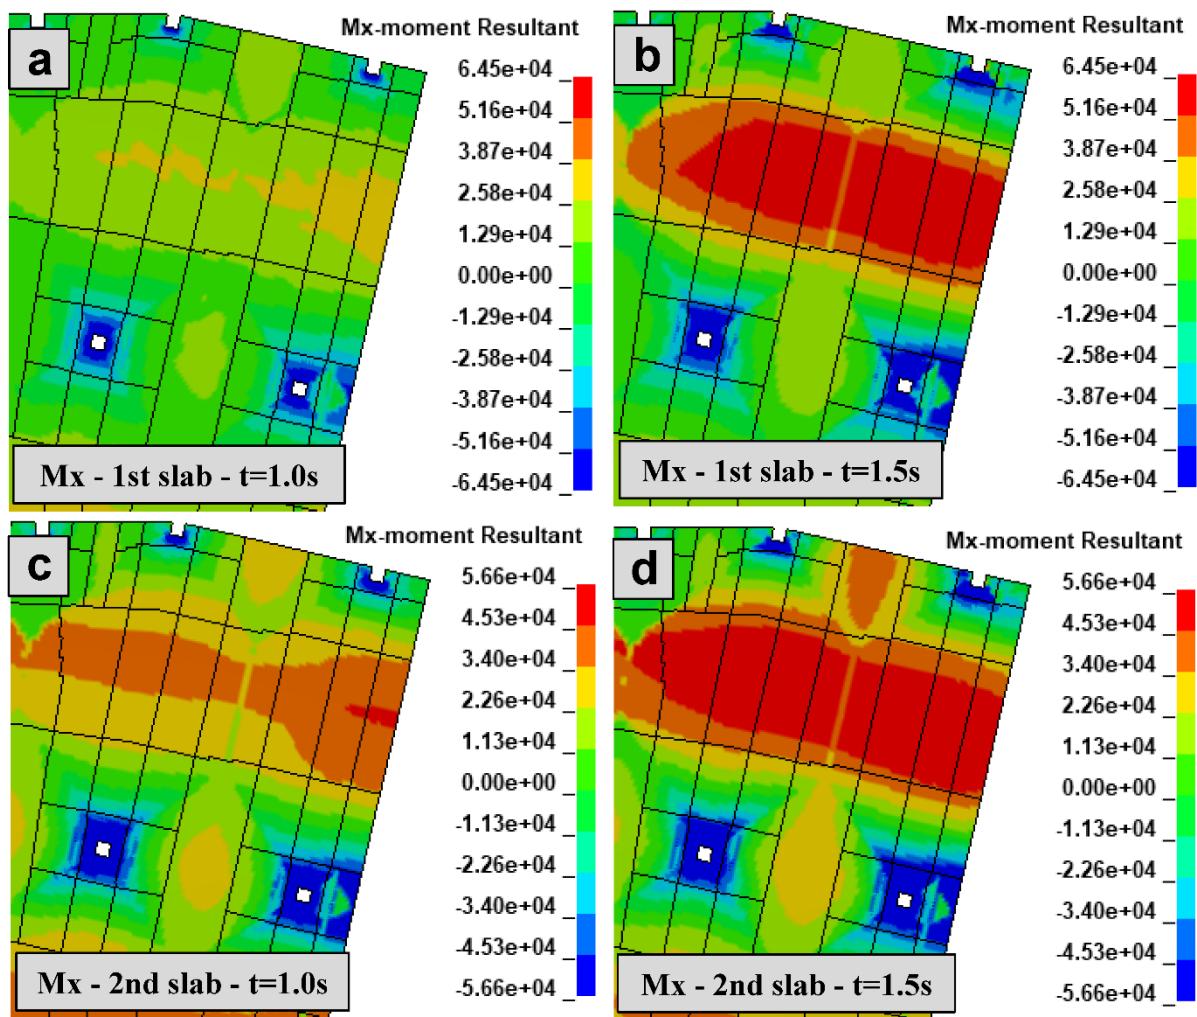 a
Mx-moment Resultant
6.45e+04
5.16e+04
3.87e+04
2.58e+04
1.29e+04
0.00e+00
-1.29e+04
-2.58e+04
-3.87e+04
-5.16e+04
-6.45e+04
Mx - 1st slab - t=1.0s
b
Mx-moment Resultant
6.45e+04
5.16e+04
3.87e+04
2.58e+04
1.29e+04
0.00e+00
-1.29e+04
-2.58e+04
-3.87e+04
-5.16e+04
-6.45e+04
Mx - 1st slab - t=1.5s
c
Mx-moment Resultant
5.66e+04
4.53e+04
3.40e+04
2.26e+04
1.13e+04
0.00e+00
-1.13e+04
-2.26e+04
-3.40e+04
-4.53e+04
-5.66e+04
Mx - 2nd slab - t=1.0s
d
Mx-moment Resultant
5.66e+04
4.53e+04
3.40e+04
2.26e+04
1.13e+04
0.00e+00
-1.13e+04
-2.26e+04
-3.40e+04
-4.53e+04
-5.66e+04
Mx - 2nd slab - t=1.5s